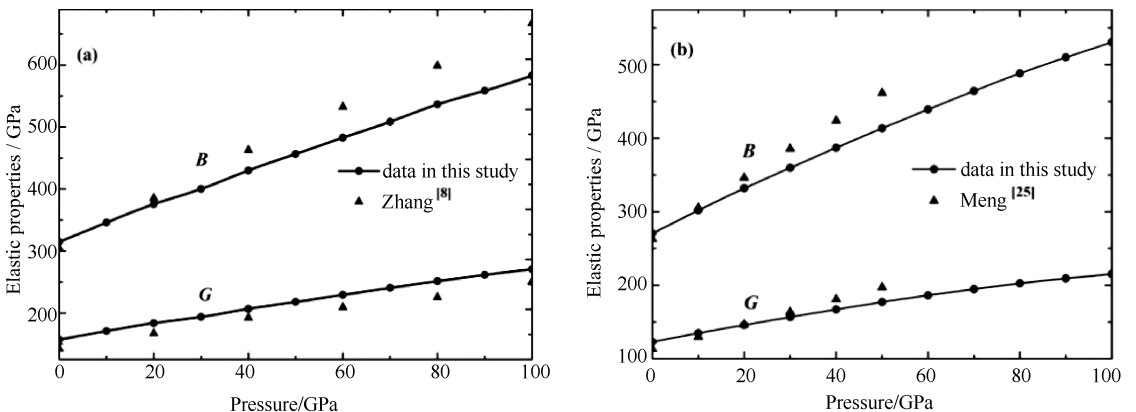 (a)
600
500
400
300
200
B
G
data in this study
Zhang [8]
Elastic properties / GPa
0 20 40 60 80 100
Pressure/GPa
(b)
500
400
300
200
100
B
G
data in this study
Meng [25]
Elastic properties / GPa
0 20 40 60 80 100
Pressure/GPa